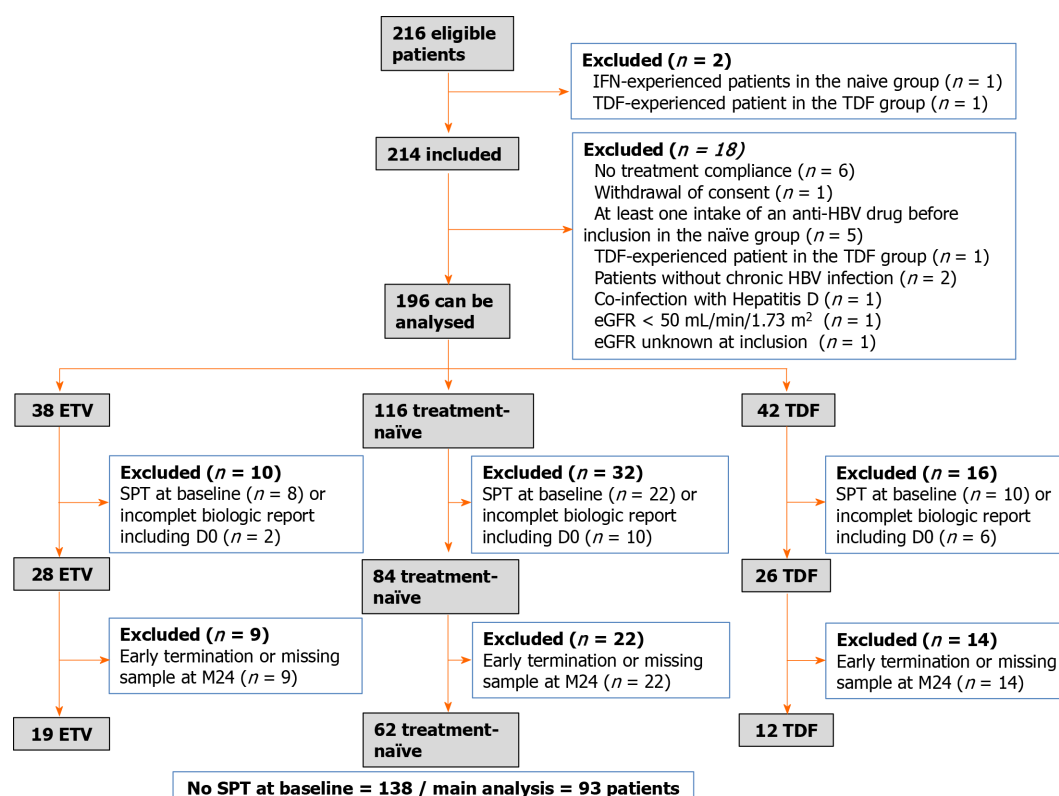 216 eligible
patients
Excluded (n = 2)
IFN-experienced patients in the naive group (n = 1)
TDF-experienced patient in the TDF group (n = 1)
214 included
Excluded (n = 18)
No treatment compliance (n = 6)
Withdrawal of consent (n = 1)
At least one intake of an anti-HBV drug before
inclusion in the naïve group (n = 5)
TDF-experienced patient in the TDF group (n = 1)
Patients without chronic HBV infection (n = 2)
Co-infection with Hepatitis D (n = 1)
eGFR < 50 mL/min/1.73 m² (n = 1)
eGFR unknown at inclusion (n = 1)
196 can be
analysed
38 ETV
116 treatment-
naïve
42 TDF
Excluded (n = 10)
SPT at baseline (n = 8) or
incomplet biologic report
including D0 (n = 2)
Excluded (n = 32)
SPT at baseline (n = 22) or
incomplet biologic report
including D0 (n = 10)
Excluded (n = 16)
SPT at baseline (n = 10) or
incomplet biologic report
including D0 (n = 6)
28 ETV
84 treatment-
naïve
26 TDF
Excluded (n = 9)
Early termination or missing
sample at M24 (n = 9)
Excluded (n = 22)
Early termination or missing
sample at M24 (n = 22)
Excluded (n = 14)
Early termination or missing
sample at M24 (n = 14)
19 ETV
62 treatment-
naïve
12 TDF
No SPT at baseline = 138 / main analysis = 93 patients